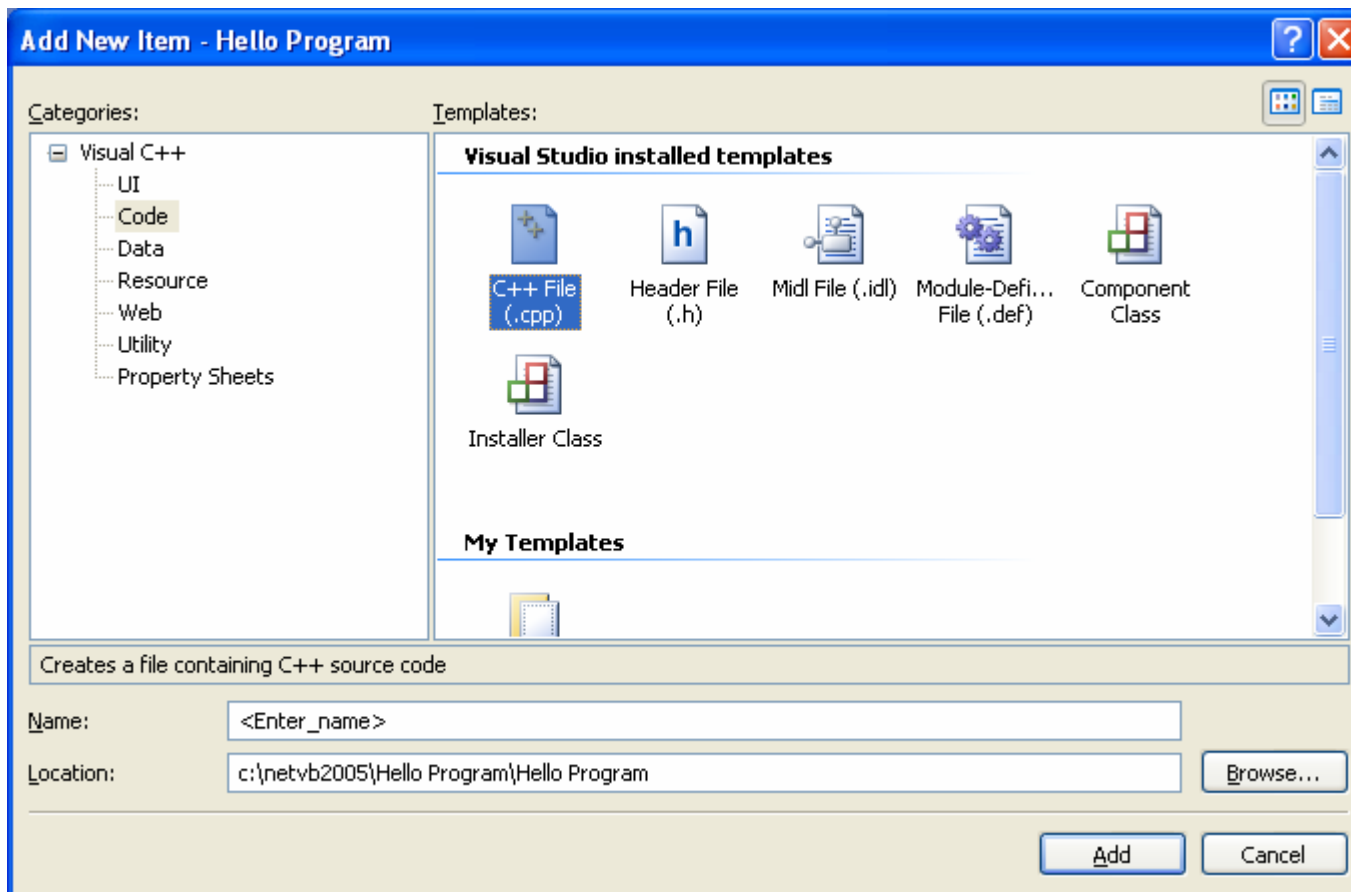 Add New Item - Hello Program
Categories:
Templates:
Visual C++
UI
Code
Data
Resource
Web
Utility
Property Sheets
Visual Studio installed templates
C++ File
(.cpp)
Header File
(.h)
Midl File (.idl)
Module-Defi...
File (.def)
Component
Class
Installer Class
My Templates
Creates a file containing C++ source code
Name:
<Enter_name>
Location:
c:\netvb2005\Hello Program\Hello Program
Browse...
Add
Cancel